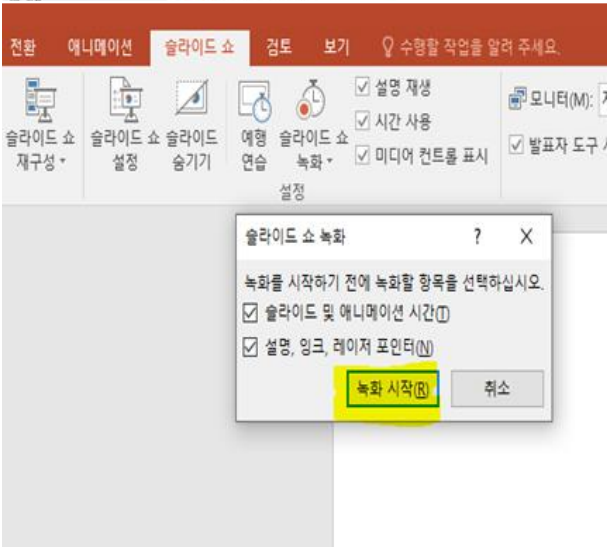 전환 애니메이션 슬라이드 쇼 검토 보기 수행할 작업을 알려 주세요.
슬라이드 쇼 재구성
슬라이드 쇼 설정
슬라이드 숨기기
예행 연습
슬라이드 쇼 녹화
설명 재생
시간 사용
미디어 컨트롤 표시
모니터(M):
발표자 도구
설정
슬라이드 쇼 녹화 ? X
녹화를 시작하기 전에 녹화할 항목을 선택하십시오.
슬라이드 및 애니메이션 시간(T)
설명, 잉크, 레이저 포인터(N)
녹화 시작(R) 취소